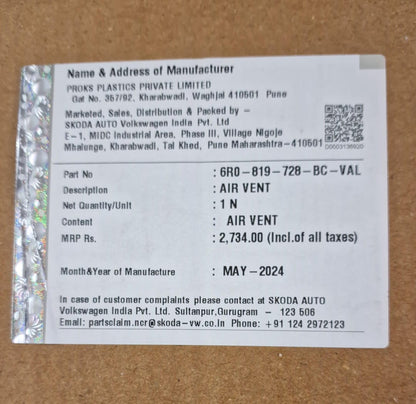 Name & Address of Manufacturer
PROKS PLASTICS PRIVATE LIMITED
Gat No. 357/92, Kharabwadi, Waghjai 410501 Pune
Marketed, Sales, Distribution & Packed by -
SKODA AUTO Volkswagen India Pvt. Ltd
E-1, MIDC Industrial Area, Phase III, Village Nigoje
Mhalunge, Kharabwadi, Tal Khed, Pune Maharashtra-410501
D0003136920
Part No : 6R0-819-728-BC-VAL
Description : AIR VENT
Net Quantity/Unit : 1 N
Content : AIR VENT
MRP Rs. : 2,734.00 (Incl.of all taxes)
Month&Year of Manufacture : MAY-2024
In case of customer complaints please contact at SKODA AUTO
Volkswagen India Pvt. Ltd. Sultanpur,Gurugram - 123 506
Email: partsclaim.ncr@skoda-vw.co.in Phone: +91 124 2972123